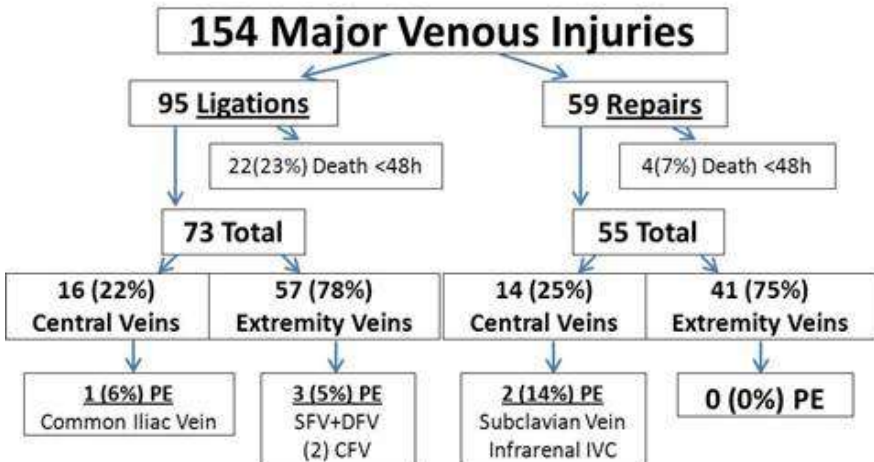 154 Major Venous Injuries
95 Ligations
59 Repairs
22(23%) Death <48h
4(7%) Death <48h
73 Total
55 Total
16 (22%)
Central Veins
57 (78%)
Extremity Veins
14 (25%)
Central Veins
41 (75%)
Extremity Veins
1 (6%) PE
Common Iliac Vein
3 (5%) PE
SFV+DFV
(2) CFV
2 (14%) PE
Subclavian Vein
Infrarenal IVC
0 (0%) PE